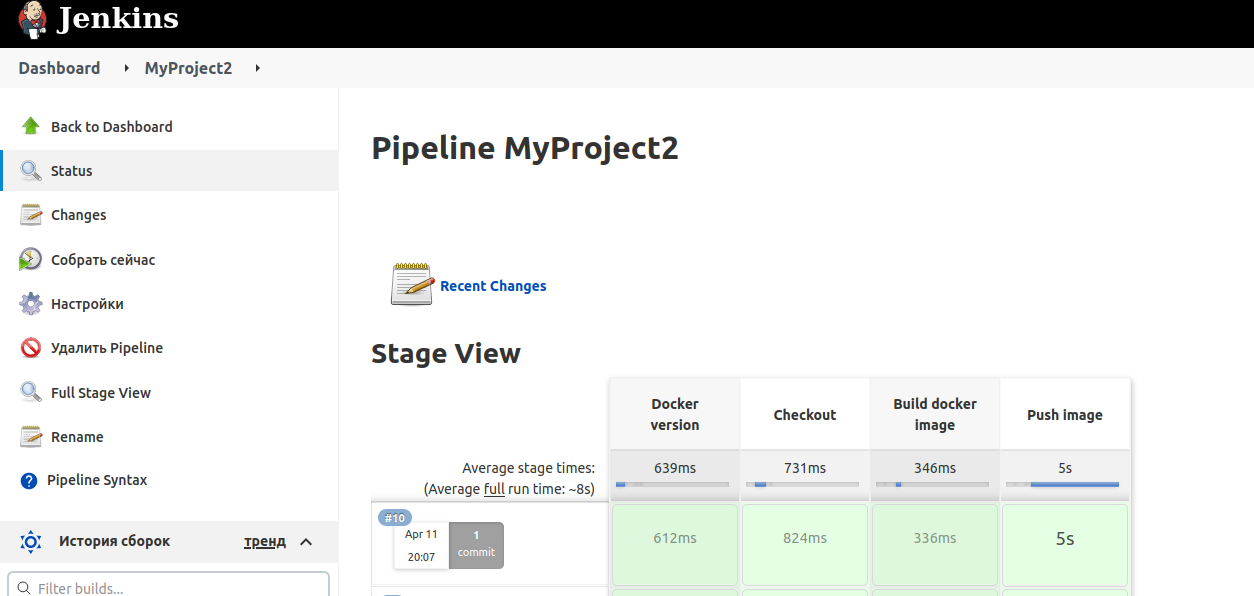 Jenkins
Dashboard
MyProject2
Back to Dashboard
Status
Changes
Собрать сейчас
Настройки
Удалить Pipeline
Full Stage View
Rename
Pipeline Syntax
История сборок
тренд
Filter builds...
Pipeline MyProject2
Recent Changes
Stage View
Docker version
Checkout
Build docker image
Push image
Average stage times:
639ms
731ms
346ms
5s
(Average full run time: ~8s)
#10
Apr 11
20:07
1
commit
612ms
824ms
336ms
5s